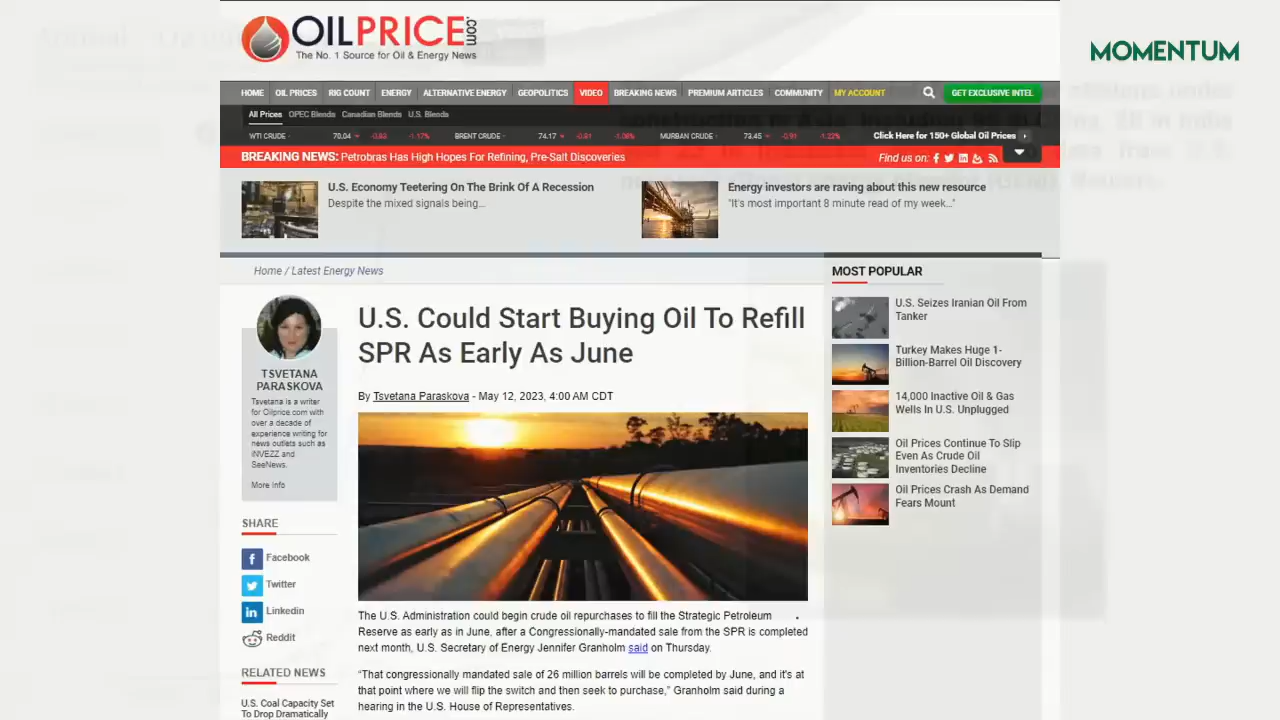 OILPRICE.com
The No. 1 Source for Oil & Energy News
MOMENTUM
HOME OIL PRICES RIG COUNT ENERGY ALTERNATIVE ENERGY GEOPOLITICS VIDEO BREAKING NEWS PREMIUM ARTICLES COMMUNITY MY ACCOUNT GET EXCLUSIVE INTEL
All Prices OPEC Blends Canadian Blends U.S. Blends
WTI CRUDE 70.04 -0.83 -1.17% BRENT CRUDE 74.17 -0.81 -1.08% MURBAN CRUDE 73.45 -0.91 -1.22% Click Here for 150+ Global Oil Prices
BREAKING NEWS: Petrobras Has High Hopes For Refining, Pre-Salt Discoveries
Find us on:
U.S. Economy Teetering On The Brink Of A Recession
Despite the mixed signals being...
Energy investors are raving about this new resource
"It's most important 8 minute read of my week..."
Home / Latest Energy News
TSVETANA
PARASKOVA
Tsvetana is a writer
for Oilprice.com with
over a decade of
experience writing for
news outlets such as
iNVEZZ and
SeeNews.
More Info
SHARE
Facebook
Twitter
Linkedin
Reddit
RELATED NEWS
U.S. Coal Capacity Set
To Drop Dramatically
U.S. Could Start Buying Oil To Refill
SPR As Early As June
By Tsvetana Paraskova - May 12, 2023, 4:00 AM CDT
The U.S. Administration could begin crude oil repurchases to fill the Strategic Petroleum
Reserve as early as in June, after a Congressionally-mandated sale from the SPR is completed
next month, U.S. Secretary of Energy Jennifer Granholm said on Thursday.
“That congressionally mandated sale of 26 million barrels will be completed by June, and it's at
that point where we will flip the switch and then seek to purchase,” Granholm said during a
hearing in the U.S. House of Representatives.
MOST POPULAR
U.S. Seizes Iranian Oil From
Tanker
Turkey Makes Huge 1-
Billion-Barrel Oil Discovery
14,000 Inactive Oil & Gas
Wells In U.S. Unplugged
Oil Prices Continue To Slip
Even As Crude Oil
Inventories Decline
Oil Prices Crash As Demand
Fears Mount